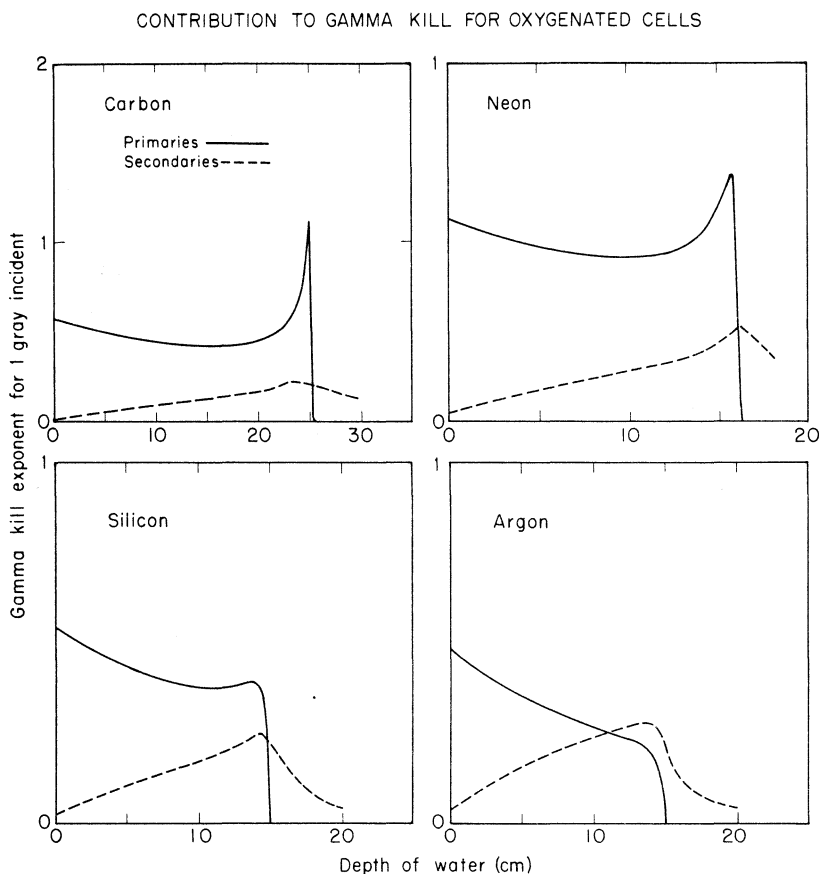 CONTRIBUTION TO GAMMA KILL FOR OXYGENATED CELLS
Gamma kill exponent for 1 gray incident
2
1
0
Carbon
Primaries
Secondaries
0 10 20 30
1
0
Neon
0 10 20
1
0
Silicon
0 10 20
1
0
Argon
0 10 20
Depth of water (cm)